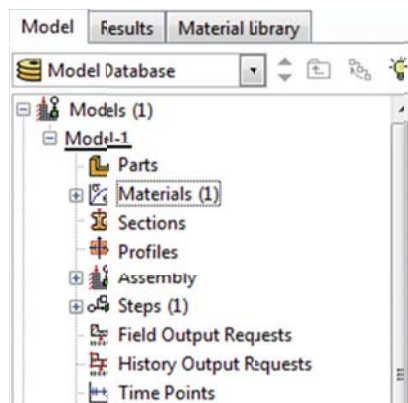 Model Results Material Library
Model Database
Models (1)
Model-1
Parts
Materials (1)
Sections
Profiles
Assembly
Steps (1)
Field Output Requests
History Output Requests
Time Points